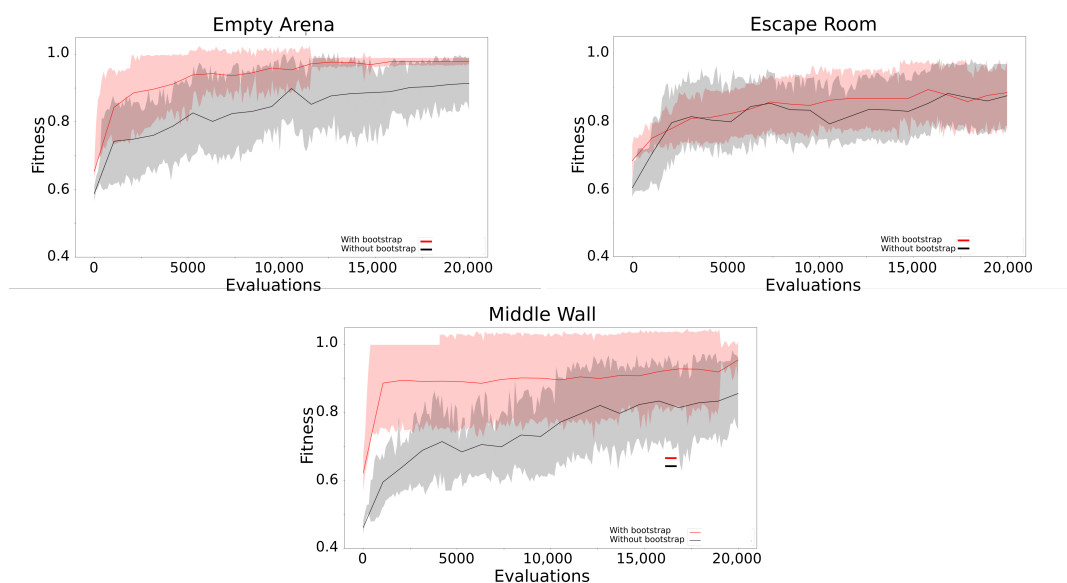 Empty Arena
1.0
0.8
0.6
0.4
Fitness
With bootstrap
Without bootstrap
0 5000 10,000 15,000 20,000
Evaluations
Escape Room
1.0
0.8
0.6
0.4
Fitness
With bootstrap
Without bootstrap
0 5000 10,000 15,000 20,000
Evaluations
Middle Wall
1.0
0.8
0.6
0.4
Fitness
With bootstrap
Without bootstrap
0 5000 10,000 15,000 20,000
Evaluations